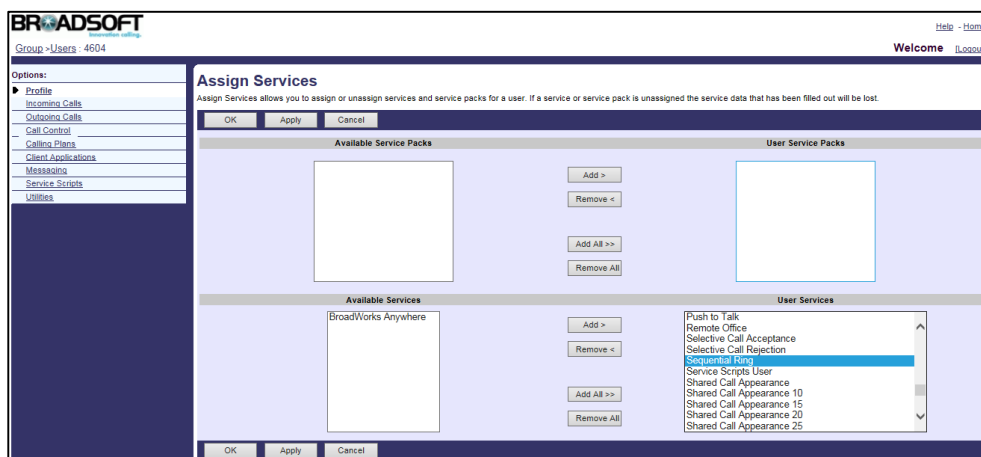 BROADSOFT
innovation calling.
Help - Hom
Group >Users : 4604
Welcome [Logou
Options:
Profile
Incoming Calls
Outgoing Calls
Call Control
Calling Plans
Client Applications
Messaging
Service Scripts
Utilities
Assign Services
Assign Services allows you to assign or unassign services and service packs for a user. If a service or service pack is unassigned the service data that has been filled out will be lost.
OK Apply Cancel
Available Service Packs
User Service Packs
Add >
Remove <
Add All >>
Remove All
Available Services
User Services
BroadWorks Anywhere
Add >
Remove <
Add All >>
Remove All
Push to Talk
Remote Office
Selective Call Acceptance
Selective Call Rejection
Sequential Ring
Service Scripts User
Shared Call Appearance
Shared Call Appearance 10
Shared Call Appearance 15
Shared Call Appearance 20
Shared Call Appearance 25
OK Apply Cancel